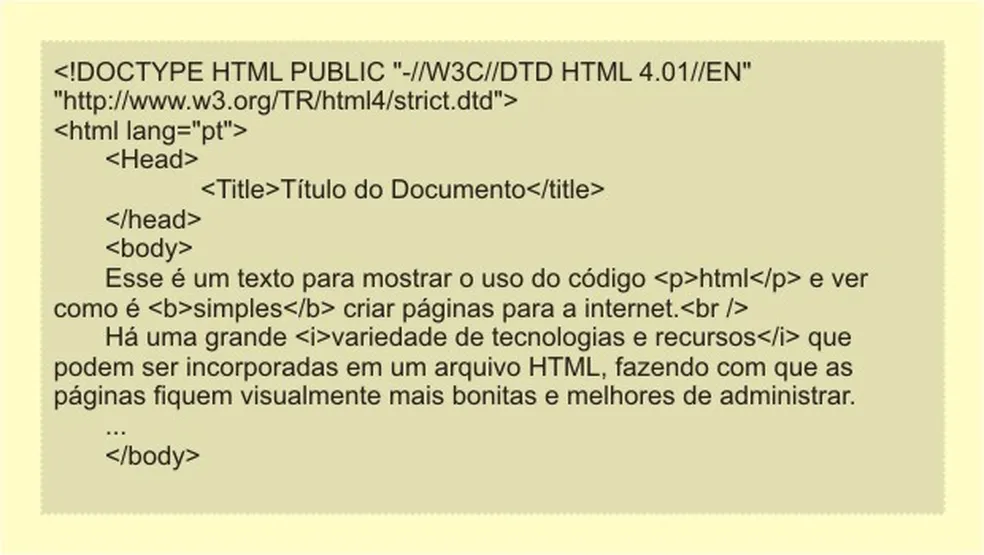 <!DOCTYPE HTML PUBLIC "-//W3C//DTD HTML 4.01//EN"
"http://www.w3.org/TR/html4/strict.dtd">
<html lang="pt">
<Head>
<Title>Título do Documento</title>
</head>
<body>
Esse é um texto para mostrar o uso do código <p>html</p> e ver
como é <b>simples</b> criar páginas para a internet.<br />
Há uma grande <i>variedade de tecnologias e recursos</i> que
podem ser incorporadas em um arquivo HTML, fazendo com que as
páginas fiquem visualmente mais bonitas e melhores de administrar.
...
</body>